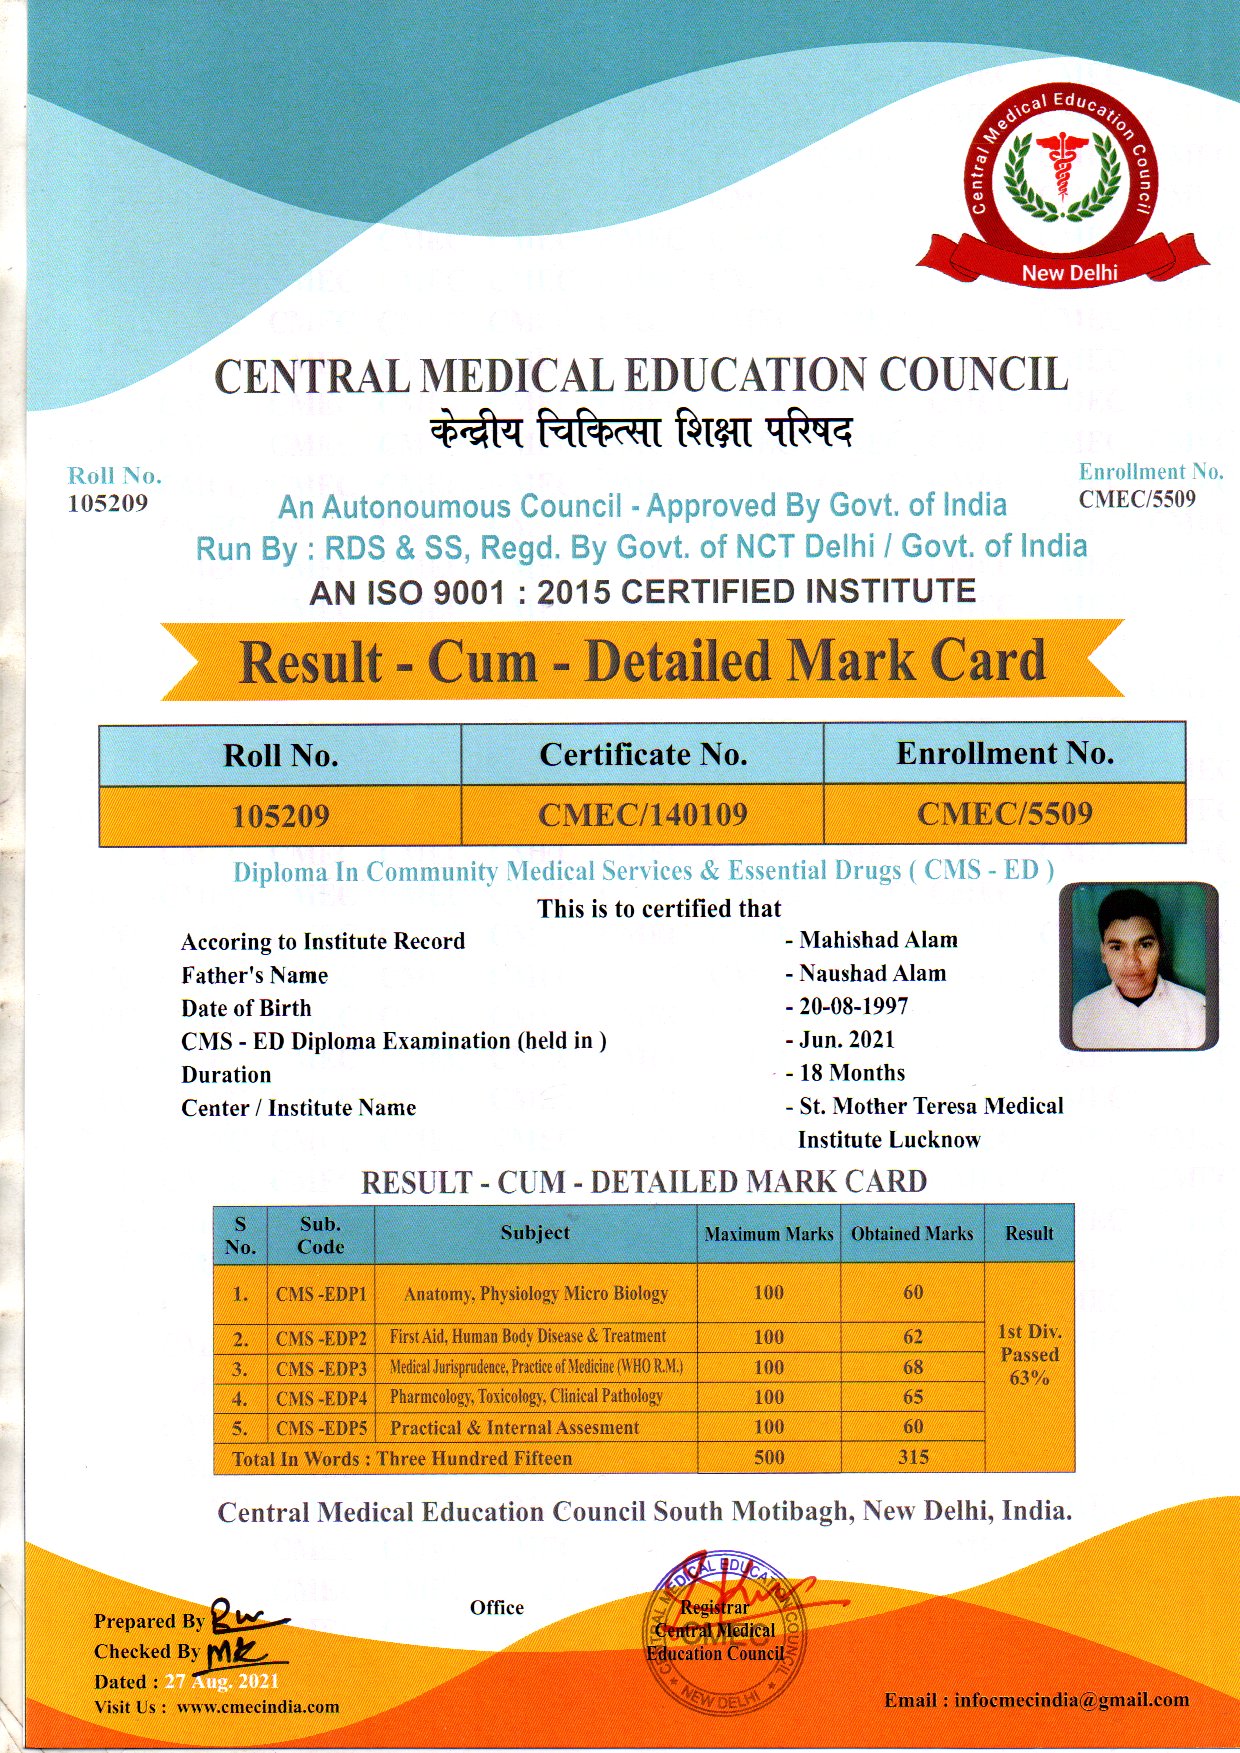 Central Medical Education Council
New Delhi
CENTRAL MEDICAL EDUCATION COUNCIL
केन्द्रीय चिकित्सा शिक्षा परिषद
Roll No.
105209
Enrollment No.
CMEC/5509
An Autonoumous Council - Approved By Govt. of India
Run By : RDS & SS, Regd. By Govt. of NCT Delhi / Govt. of India
AN ISO 9001 : 2015 CERTIFIED INSTITUTE
Result - Cum - Detailed Mark Card
Roll No. Certificate No. Enrollment No.
105209 CMEC/140109 CMEC/5509
Diploma In Community Medical Services & Essential Drugs ( CMS - ED )
This is to certified that
Accoring to Institute Record - Mahishad Alam
Father's Name - Naushad Alam
Date of Birth - 20-08-1997
CMS - ED Diploma Examination (held in ) - Jun. 2021
Duration - 18 Months
Center / Institute Name - St. Mother Teresa Medical
Institute Lucknow
RESULT - CUM - DETAILED MARK CARD
S No. Sub. Code Subject Maximum Marks Obtained Marks Result
1. CMS -EDP1 Anatomy, Physiology Micro Biology 100 60
2. CMS -EDP2 First Aid, Human Body Disease & Treatment 100 62
3. CMS -EDP3 Medical Jurisprudence, Practice of Medicine (WHO R.M.) 100 68
4. CMS -EDP4 Pharmcology, Toxicology, Clinical Pathology 100 65
5. CMS -EDP5 Practical & Internal Assesment 100 60
1st Div.
Passed
63%
Total In Words : Three Hundred Fifteen 500 315
Central Medical Education Council South Motibagh, New Delhi, India.
Prepared By
Checked By MK
Dated : 27 Aug. 2021
Visit Us : www.cmecindia.com
Office
Registrar
Central Medical
Education Council
CENTRAL MEDICAL EDUCATION COUNCIL
CMEC
NEW DELHI
Email : infocmecindia@gmail.com